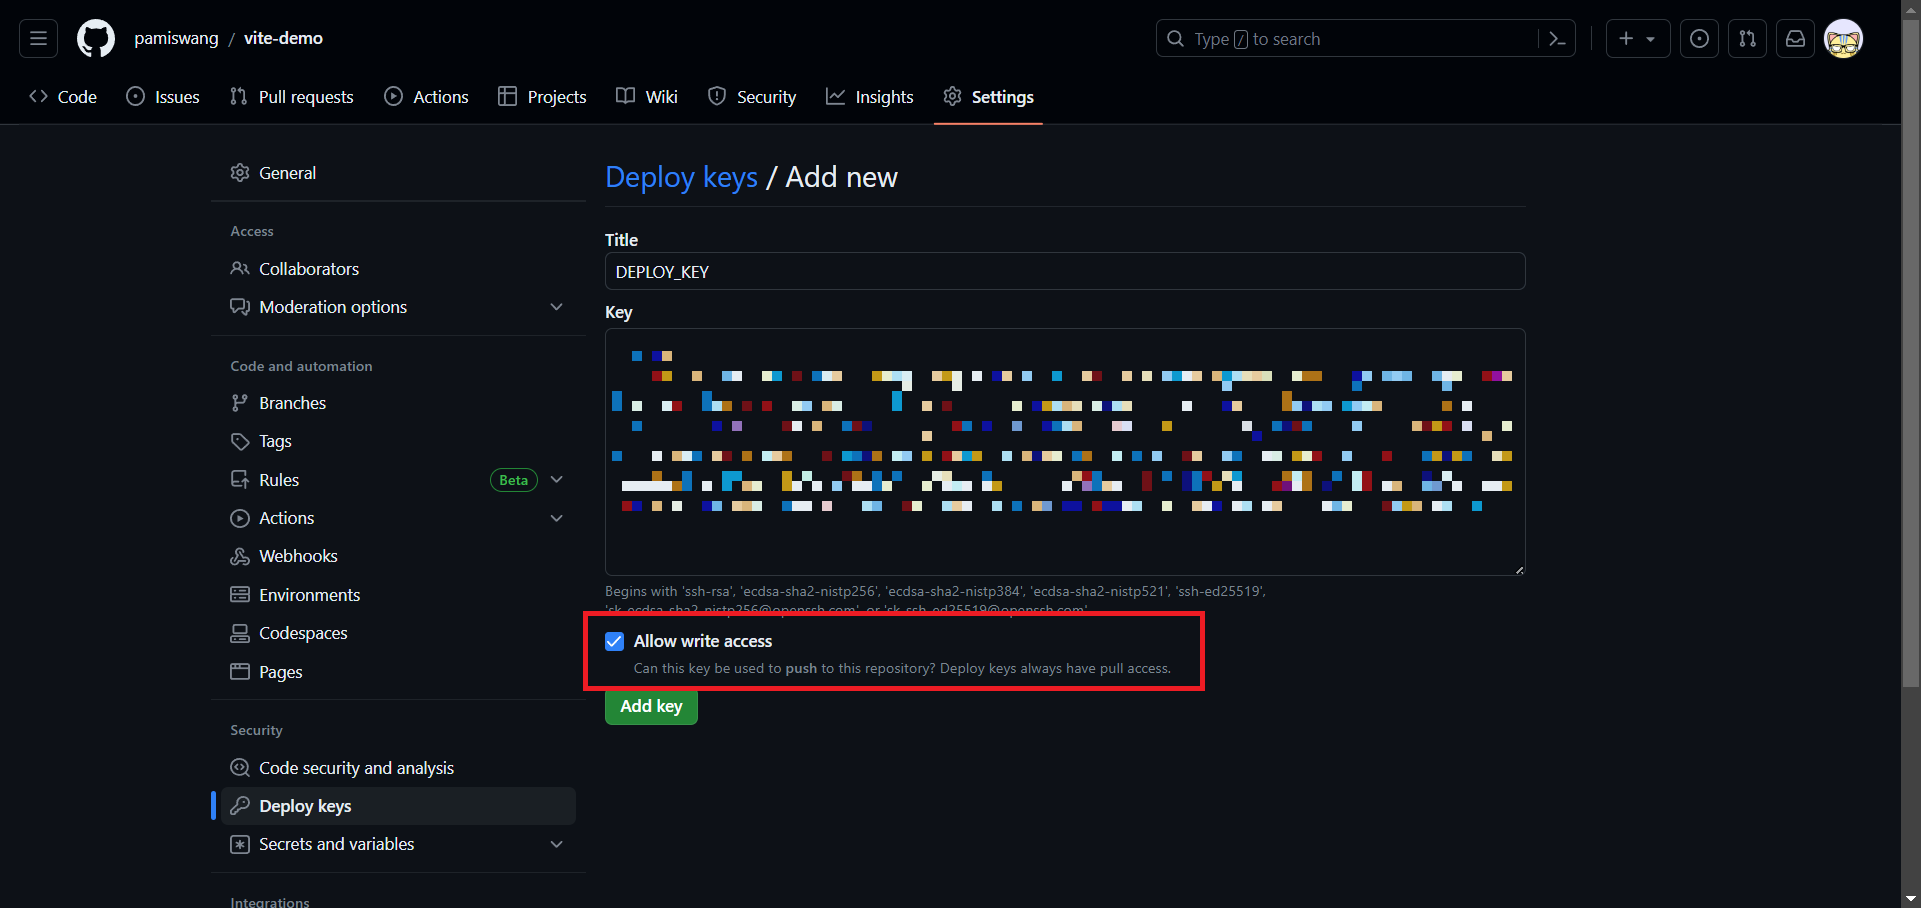 pamiswang / vite-demo
Type / to search
Code
Issues
Pull requests
Actions
Projects
Wiki
Security
Insights
Settings
General
Access
Collaborators
Moderation options
Code and automation
Branches
Tags
Rules
Beta
Actions
Webhooks
Environments
Codespaces
Pages
Security
Code security and analysis
Deploy keys
Secrets and variables
Integrations
Deploy keys / Add new
Title
DEPLOY_KEY
Key
Begins with 'ssh-rsa', 'ecdsa-sha2-nistp256', 'ecdsa-sha2-nistp384', 'ecdsa-sha2-nistp521', 'ssh-ed25519',
'sk-ecdsa-sha2-nistp256@openssh.com', or 'sk-ssh-ed25519@openssh.com'
Allow write access
Can this key be used to push to this repository? Deploy keys always have pull access.
Add key